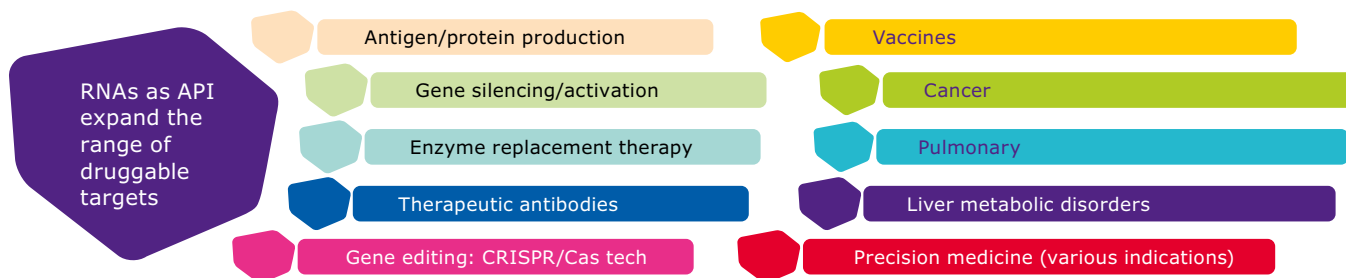 RNAs as API
expand the
range of
druggable
targets
Antigen/protein production
Gene silencing/activation
Enzyme replacement therapy
Therapeutic antibodies
Gene editing: CRISPR/Cas tech
Vaccines
Cancer
Pulmonary
Liver metabolic disorders
Precision medicine (various indications)